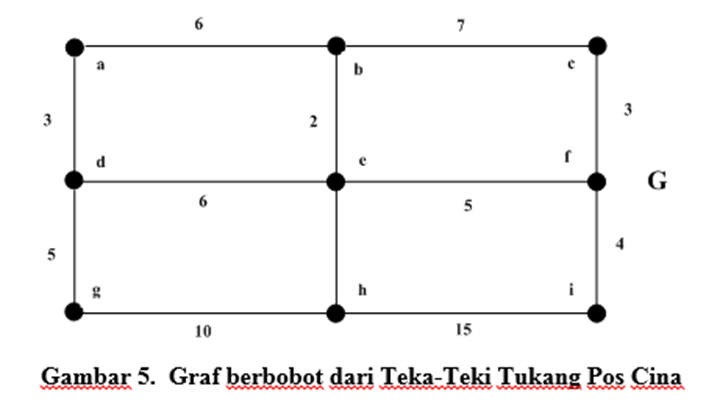 6 7
a b c
3 2 3
d e f G
6 5
5 4
g h i
10 15
Gambar 5. Graf berbobot dari Teka-Teki Tukang Pos Cina